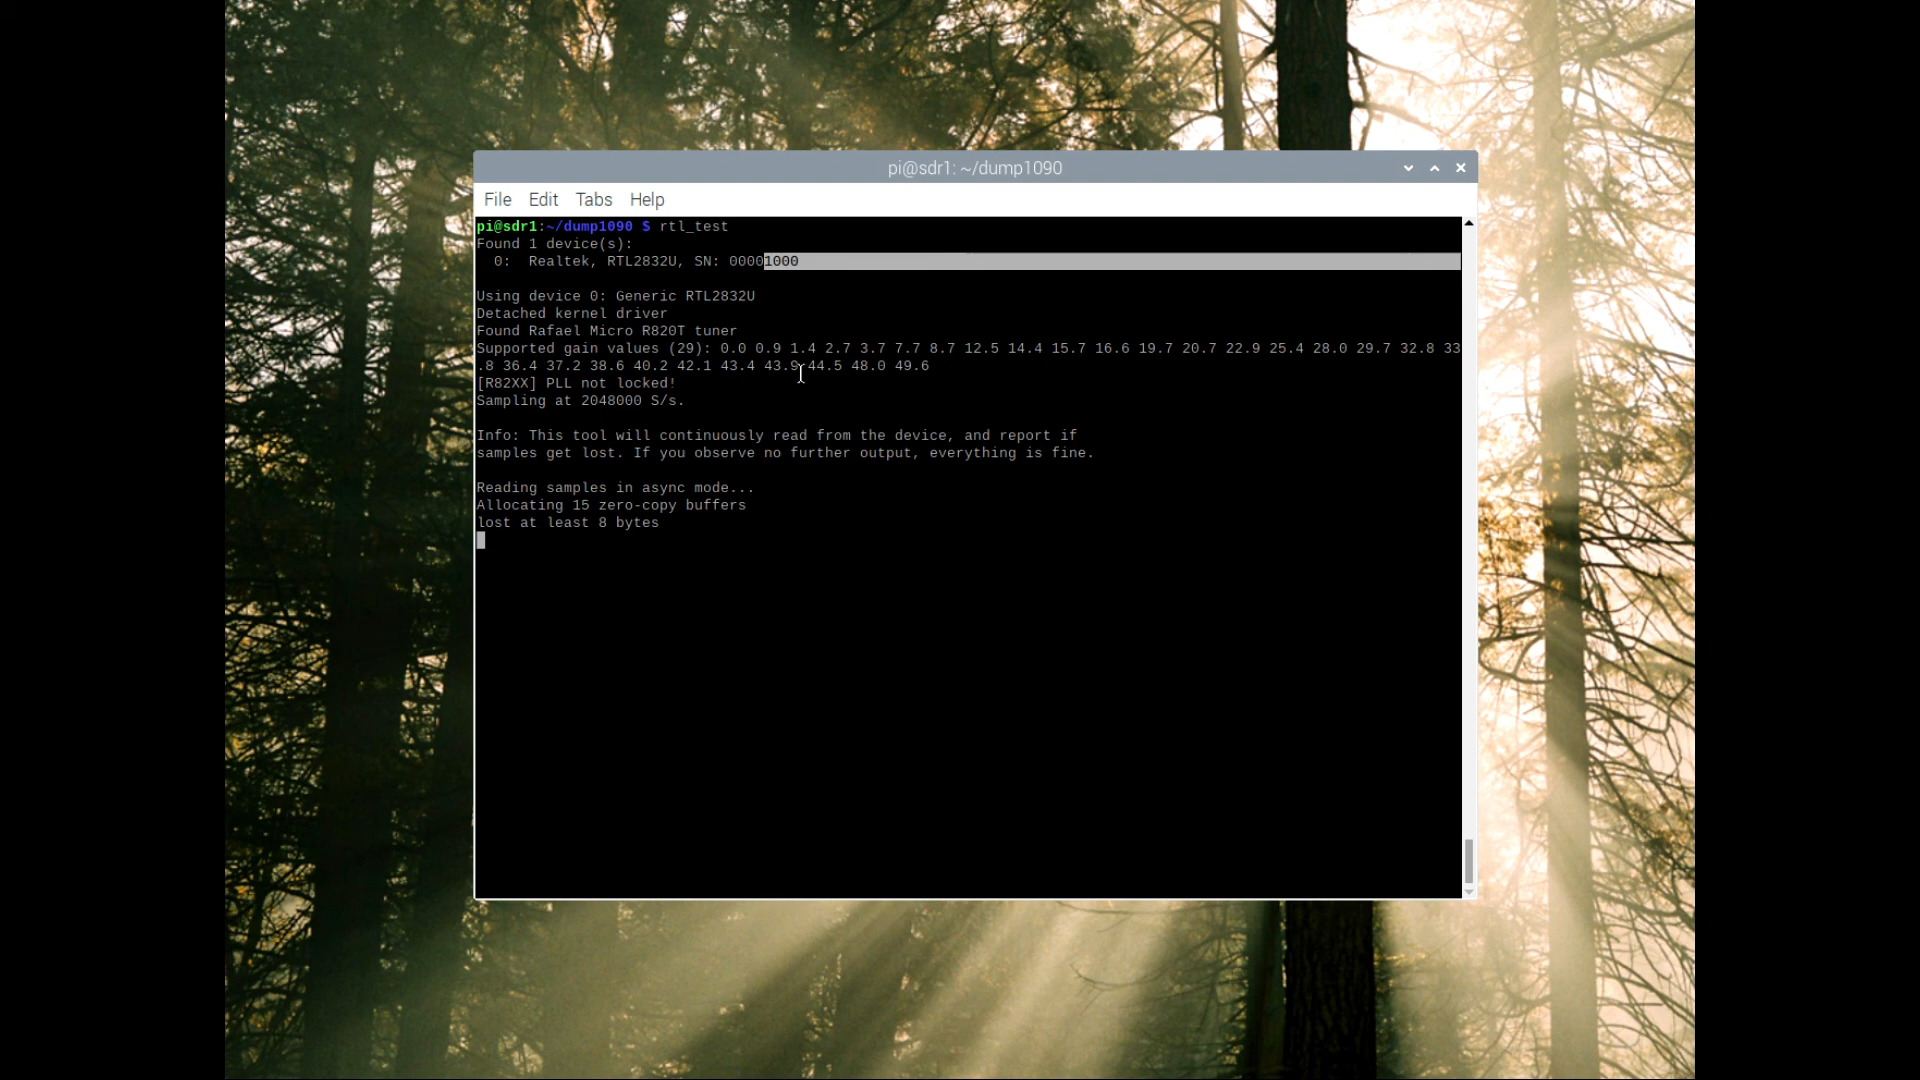 pi@sdr1: ~/dump1090
File Edit Tabs Help
pi@sdr1:~/dump1090 $ rtl_test
Found 1 device(s):
0: Realtek, RTL2832U, SN: 00001000
Using device 0: Generic RTL2832U
Detached kernel driver
Found Rafael Micro R820T tuner
Supported gain values (29): 0.0 0.9 1.4 2.7 3.7 7.7 8.7 12.5 14.4 15.7 16.6 19.7 20.7 22.9 25.4 28.0 29.7 32.8 33
.8 36.4 37.2 38.6 40.2 42.1 43.4 43.9 44.5 48.0 49.6
[R82XX] PLL not locked!
Sampling at 2048000 S/s.
Info: This tool will continuously read from the device, and report if
samples get lost. If you observe no further output, everything is fine.
Reading samples in async mode...
Allocating 15 zero-copy buffers
lost at least 8 bytes